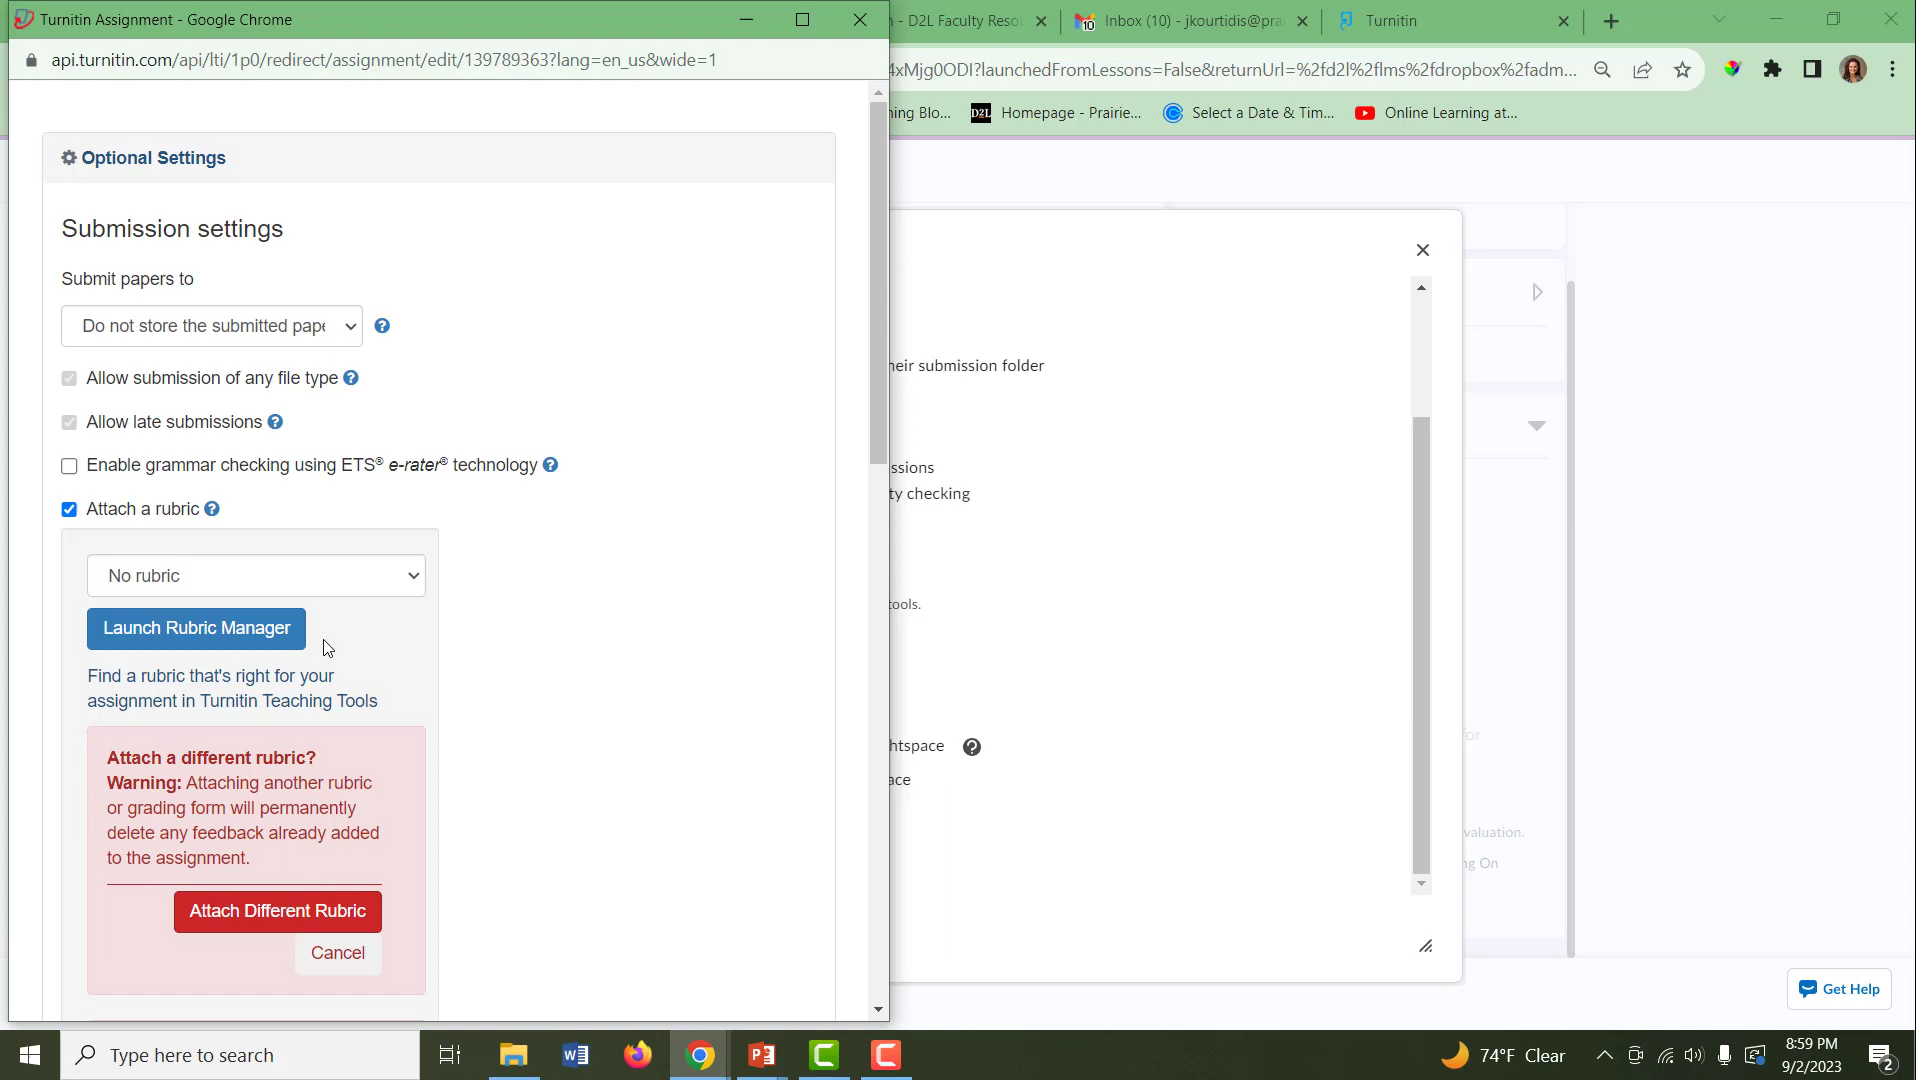 Turnitin Assignment - Google Chrome
- D2L Faculty Reso
Inbox (10) - jkourtidis@pra
Turnitin
api.turnitin.com/api/lti/1p0/redirect/assignment/edit/139789363?lang=en_us&wide=1
4xMjg0ODI?launchedFromLessons=False&returnUrl=%2fd2l%2flms%2fdropbox%2fadm...
ning Blo...
D2L
Homepage - Prairie...
Select a Date & Tim...
Online Learning at...
Optional Settings
Submission settings
Submit papers to
Do not store the submitted pape
Allow submission of any file type
Allow late submissions
Enable grammar checking using ETS® e-rater® technology
Attach a rubric
No rubric
Launch Rubric Manager
Find a rubric that's right for your
assignment in Turnitin Teaching Tools
Attach a different rubric?
Warning: Attaching another rubric
or grading form will permanently
delete any feedback already added
to the assignment.
Attach Different Rubric
Cancel
heir submission folder
ssions
ty checking
tools.
htspace
ace
or
valuation.
ng On
Get Help
Type here to search
74°F Clear
8:59 PM
9/2/2023
2